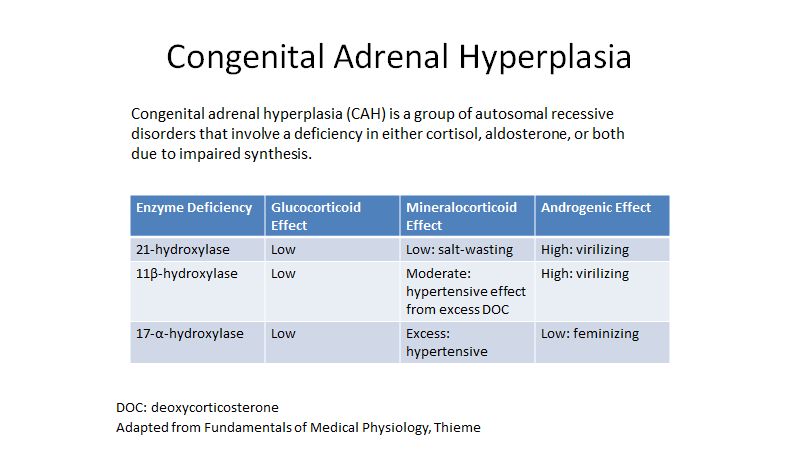 Congenital Adrenal Hyperplasia
Congenital adrenal hyperplasia (CAH) is a group of autosomal recessive
disorders that involve a deficiency in either cortisol, aldosterone, or both
due to impaired synthesis.
Enzyme Deficiency Glucocorticoid Effect Mineralocorticoid Effect Androgenic Effect
21-hydroxylase Low Low: salt-wasting High: virilizing
11β-hydroxylase Low Moderate: hypertensive effect from excess DOC High: virilizing
17-α-hydroxylase Low Excess: hypertensive Low: feminizing
DOC: deoxycorticosterone
Adapted from Fundamentals of Medical Physiology, Thieme